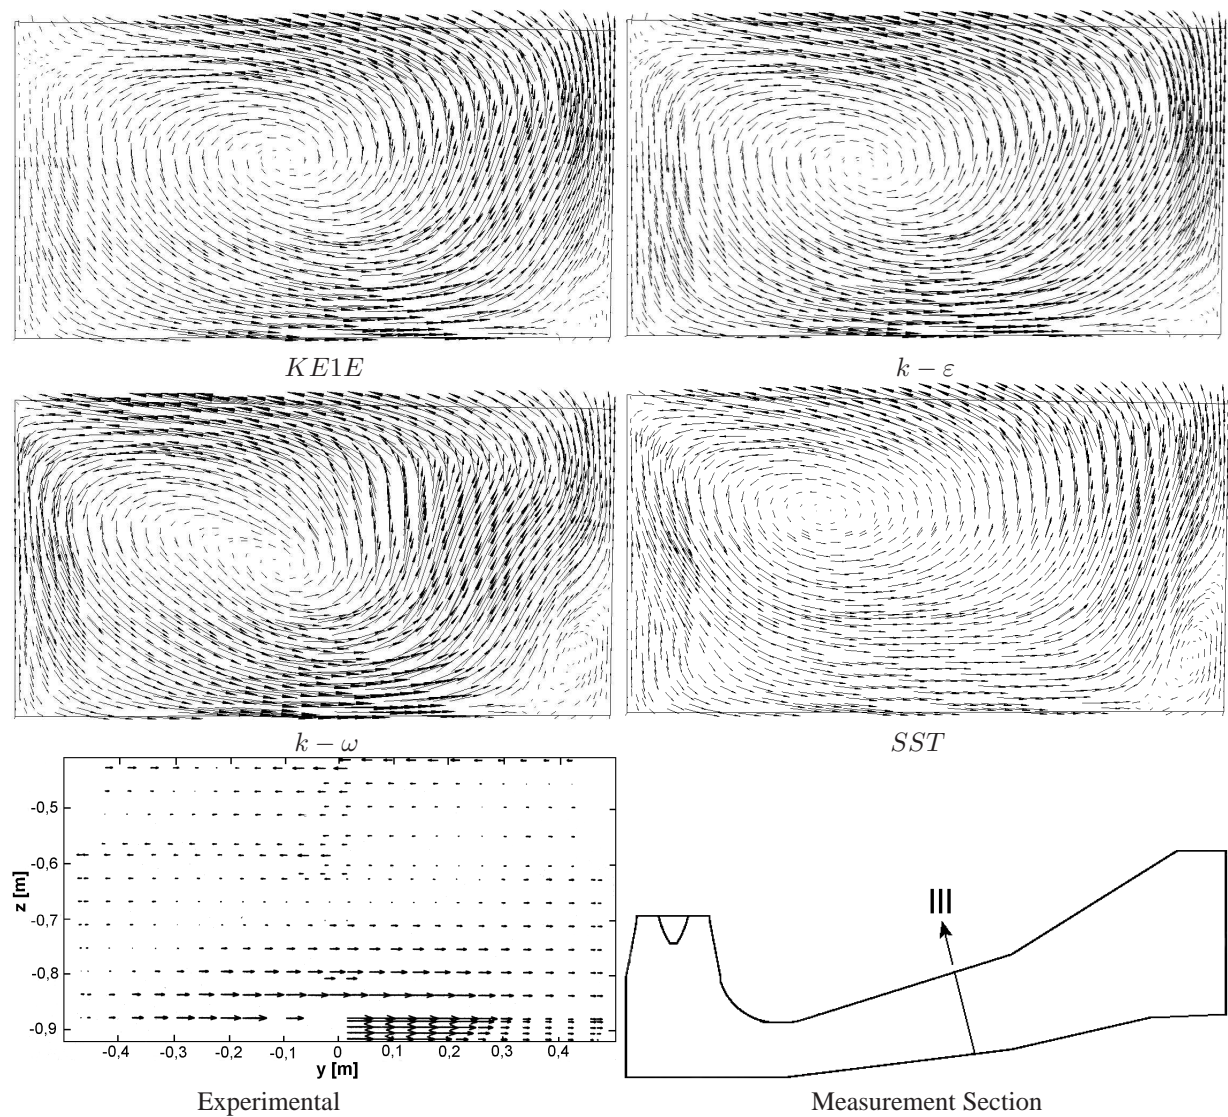 KE1E
k − ε
k − ω
SST
-0,5
-0,6
-0,7
-0,8
-0,9
z [m]
-0,4 -0,3 -0,2 -0,1 0 0,1 0,2 0,3 0,4
y [m]
III
Experimental
Measurement Section